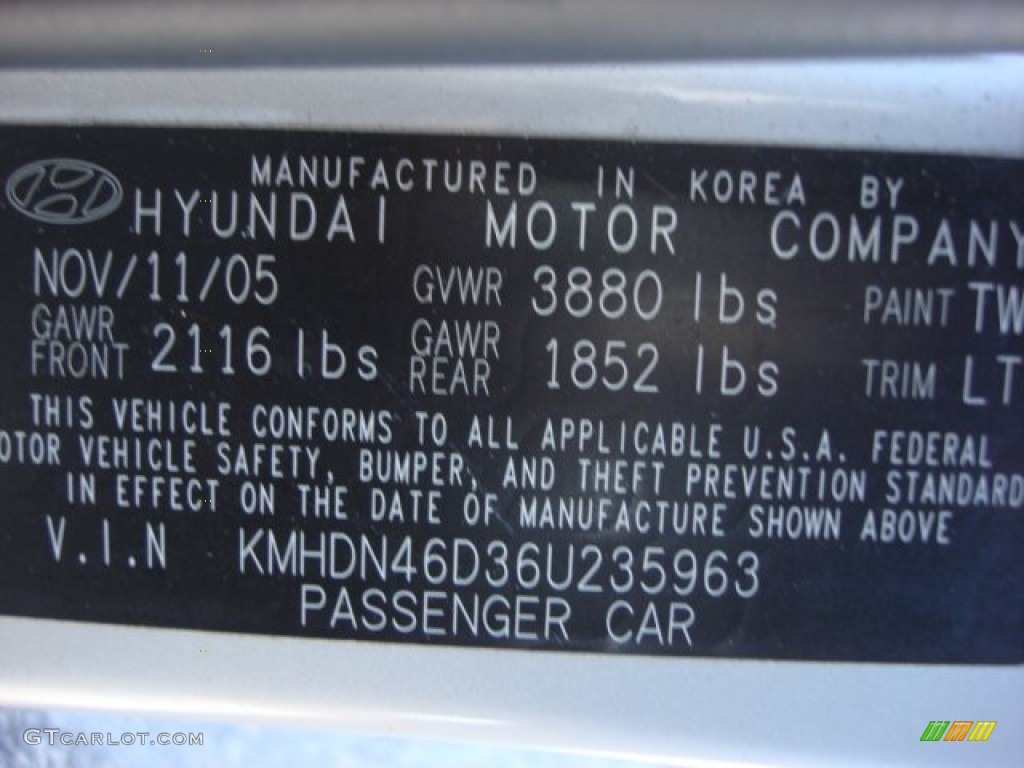 MANUFACTURED IN KOREA BY
HYUNDAI MOTOR COMPANY
NOV/11/05 GVWR 3880 lbs PAINT TW
GAWR FRONT 2116 lbs GAWR REAR 1852 lbs TRIM LT
THIS VEHICLE CONFORMS TO ALL APPLICABLE U.S.A. FEDERAL
OTOR VEHICLE SAFETY, BUMPER, AND THEFT PREVENTION STANDARD
IN EFFECT ON THE DATE OF MANUFACTURE SHOWN ABOVE
V.I.N KMHDN46D36U235963
PASSENGER CAR
GTCARLOT.COM